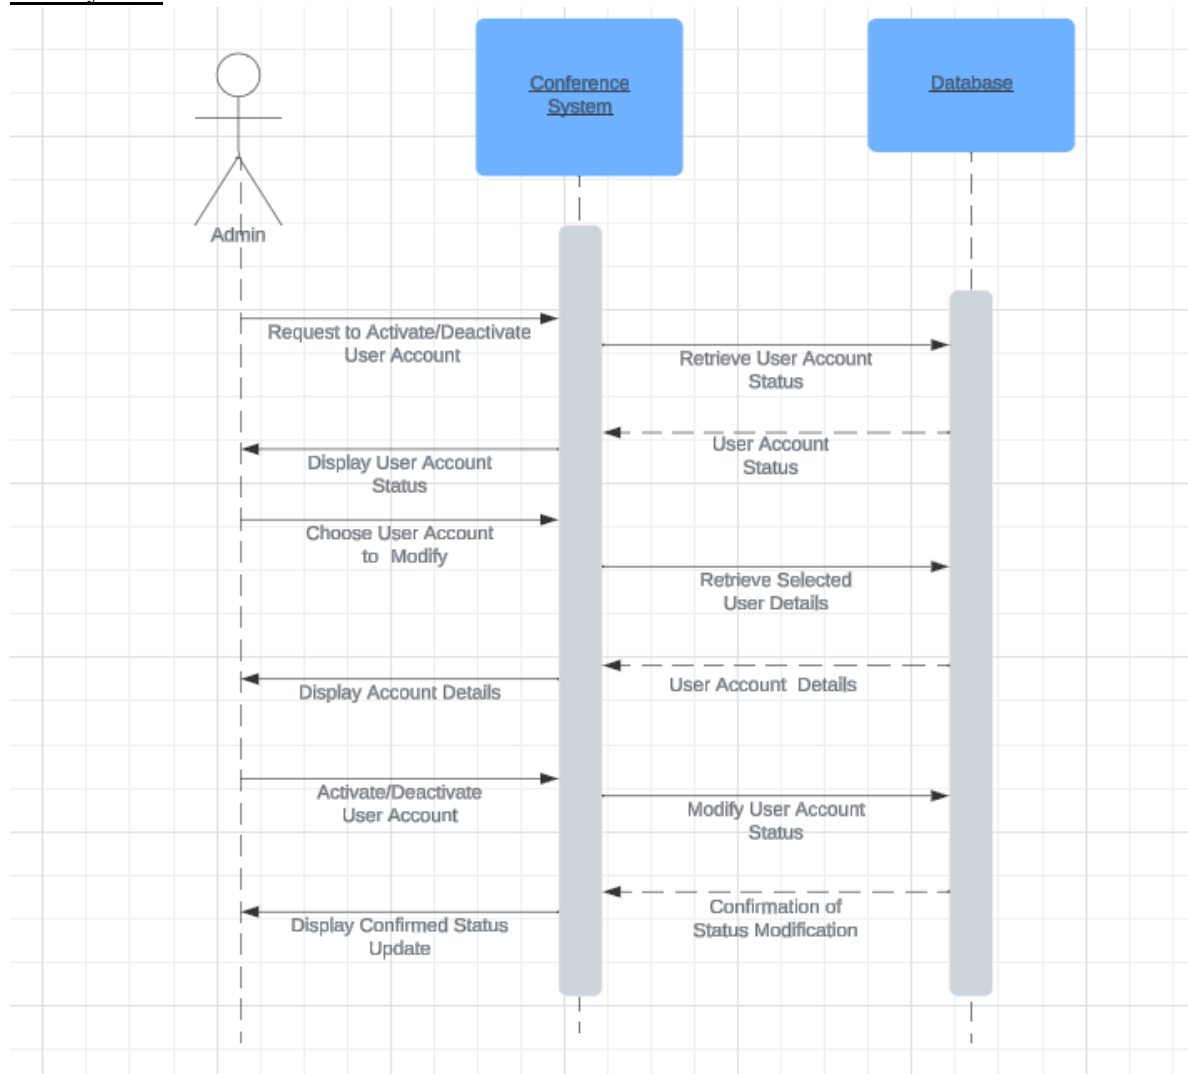 Conference
System
Database
Admin
Request to Activate/Deactivate
User Account
Retrieve User Account
Status
User Account
Status
Display User Account
Status
Choose User Account
to Modify
Retrieve Selected
User Details
User Account Details
Display Account Details
Activate/Deactivate
User Account
Modify User Account
Status
Confirmation of
Status Modification
Display Confirmed Status
Update